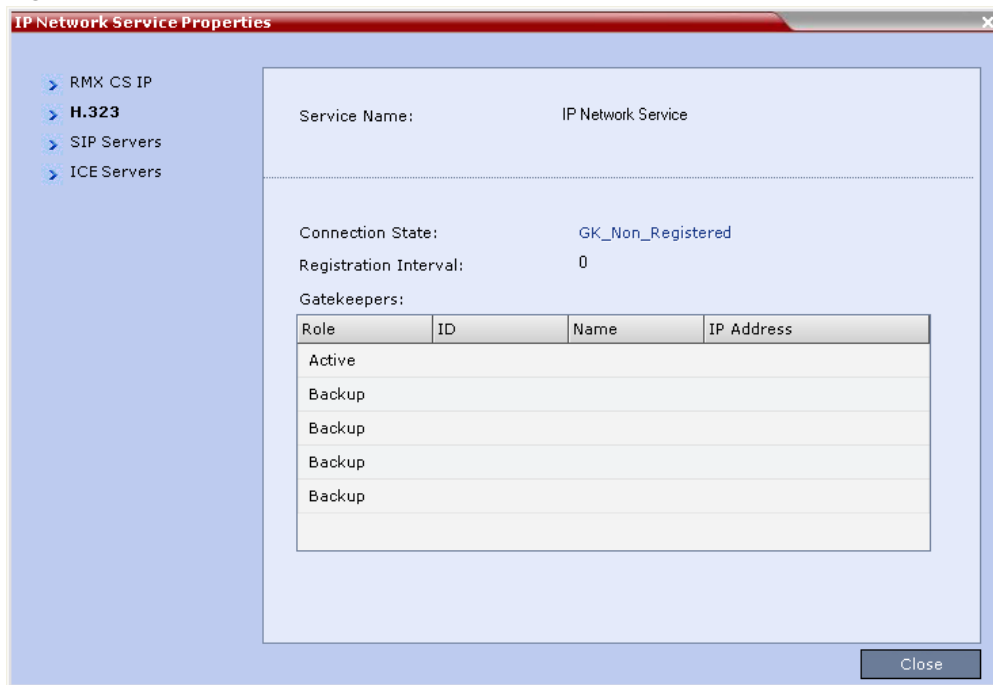 IP Network Service Properties
RMX CS IP
H.323
SIP Servers
ICE Servers
Service Name: IP Network Service
Connection State: GK_Non_Registered
Registration Interval: 0
Gatekeepers:
Role ID Name IP Address
Active
Backup
Backup
Backup
Backup
Close